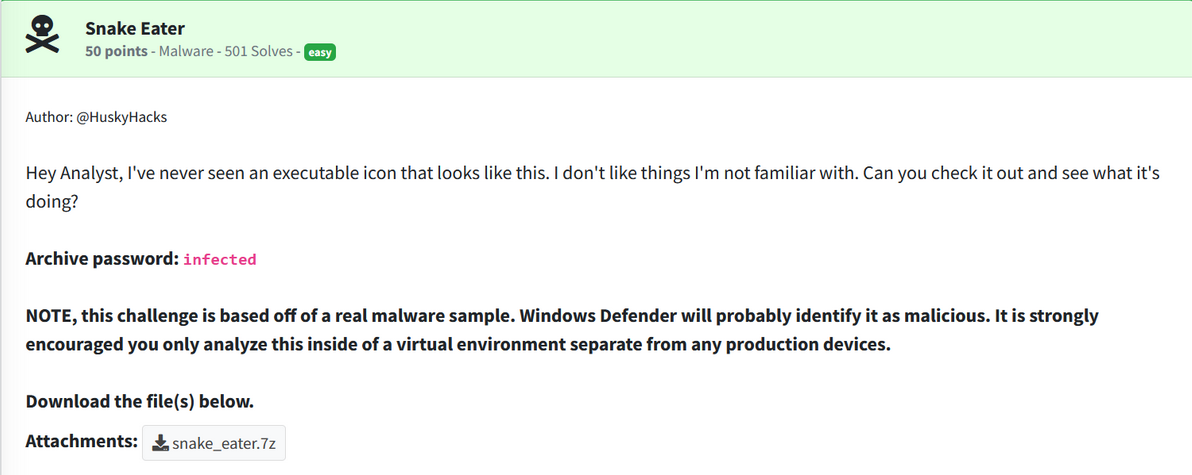 Snake Eater
50 points - Malware - 501 Solves - easy
Author: @HuskyHacks
Hey Analyst, I've never seen an executable icon that looks like this. I don't like things I'm not familiar with. Can you check it out and see what it's
doing?
Archive password: infected
NOTE, this challenge is based off of a real malware sample. Windows Defender will probably identify it as malicious. It is strongly
encouraged you only analyze this inside of a virtual environment separate from any production devices.
Download the file(s) below.
Attachments: snake_eater.7z